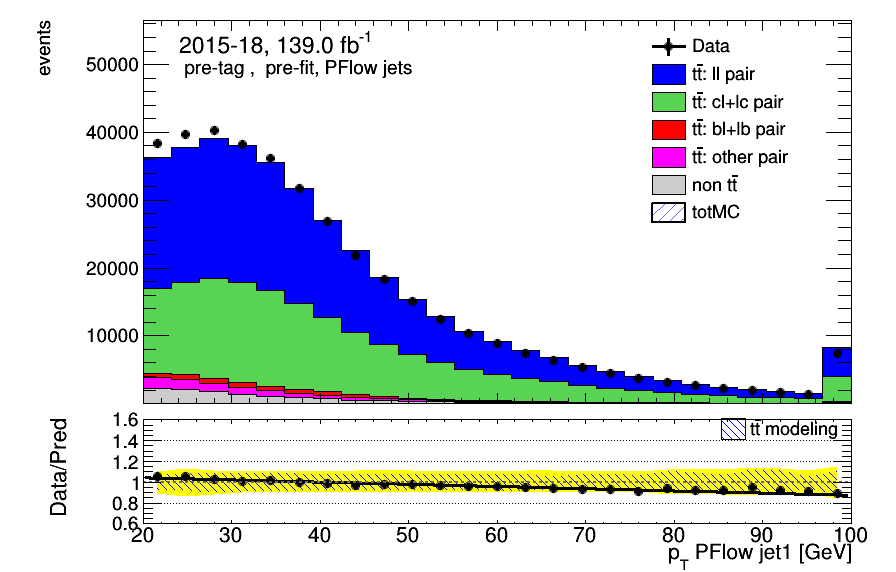 events
2015-18, 139.0 fb⁻¹
pre-tag , pre-fit, PFlow jets
Data
tt̄: ll pair
tt̄: cl+lc pair
tt̄: bl+lb pair
tt̄: other pair
non tt̄
totMC
50000
40000
30000
20000
10000
Data/Pred
tt̄ modeling
1.6
1.4
1.2
1
0.8
0.6
20 30 40 50 60 70 80 90 100
p_T PFlow jet1 [GeV]